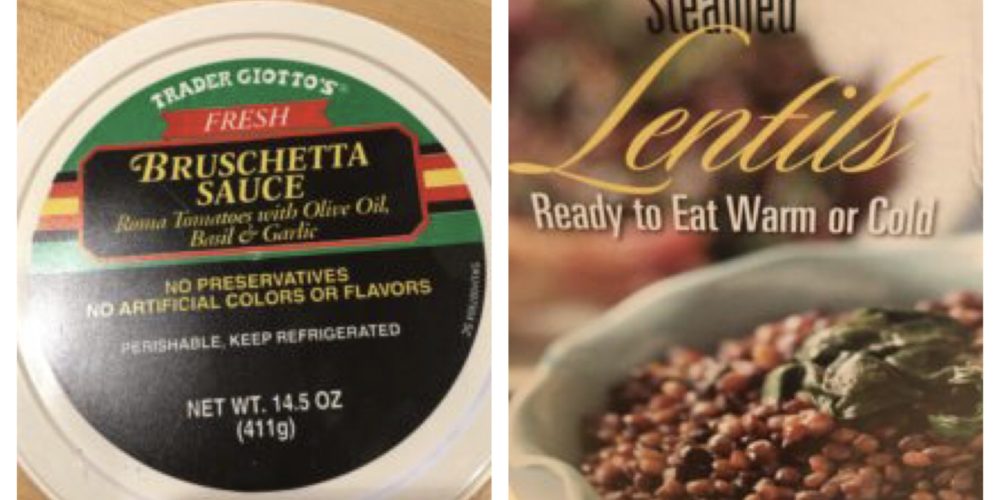 TRADER GIOTTO'S®
FRESH
BRUSCHETTA
SAUCE
Roma Tomatoes with Olive Oil,
Basil & Garlic
NO PRESERVATIVES
NO ARTIFICIAL COLORS OR FLAVORS
PERISHABLE, KEEP REFRIGERATED
NET WT. 14.5 OZ
(411g)
Steamed
Lentils
Ready to Eat Warm or Cold